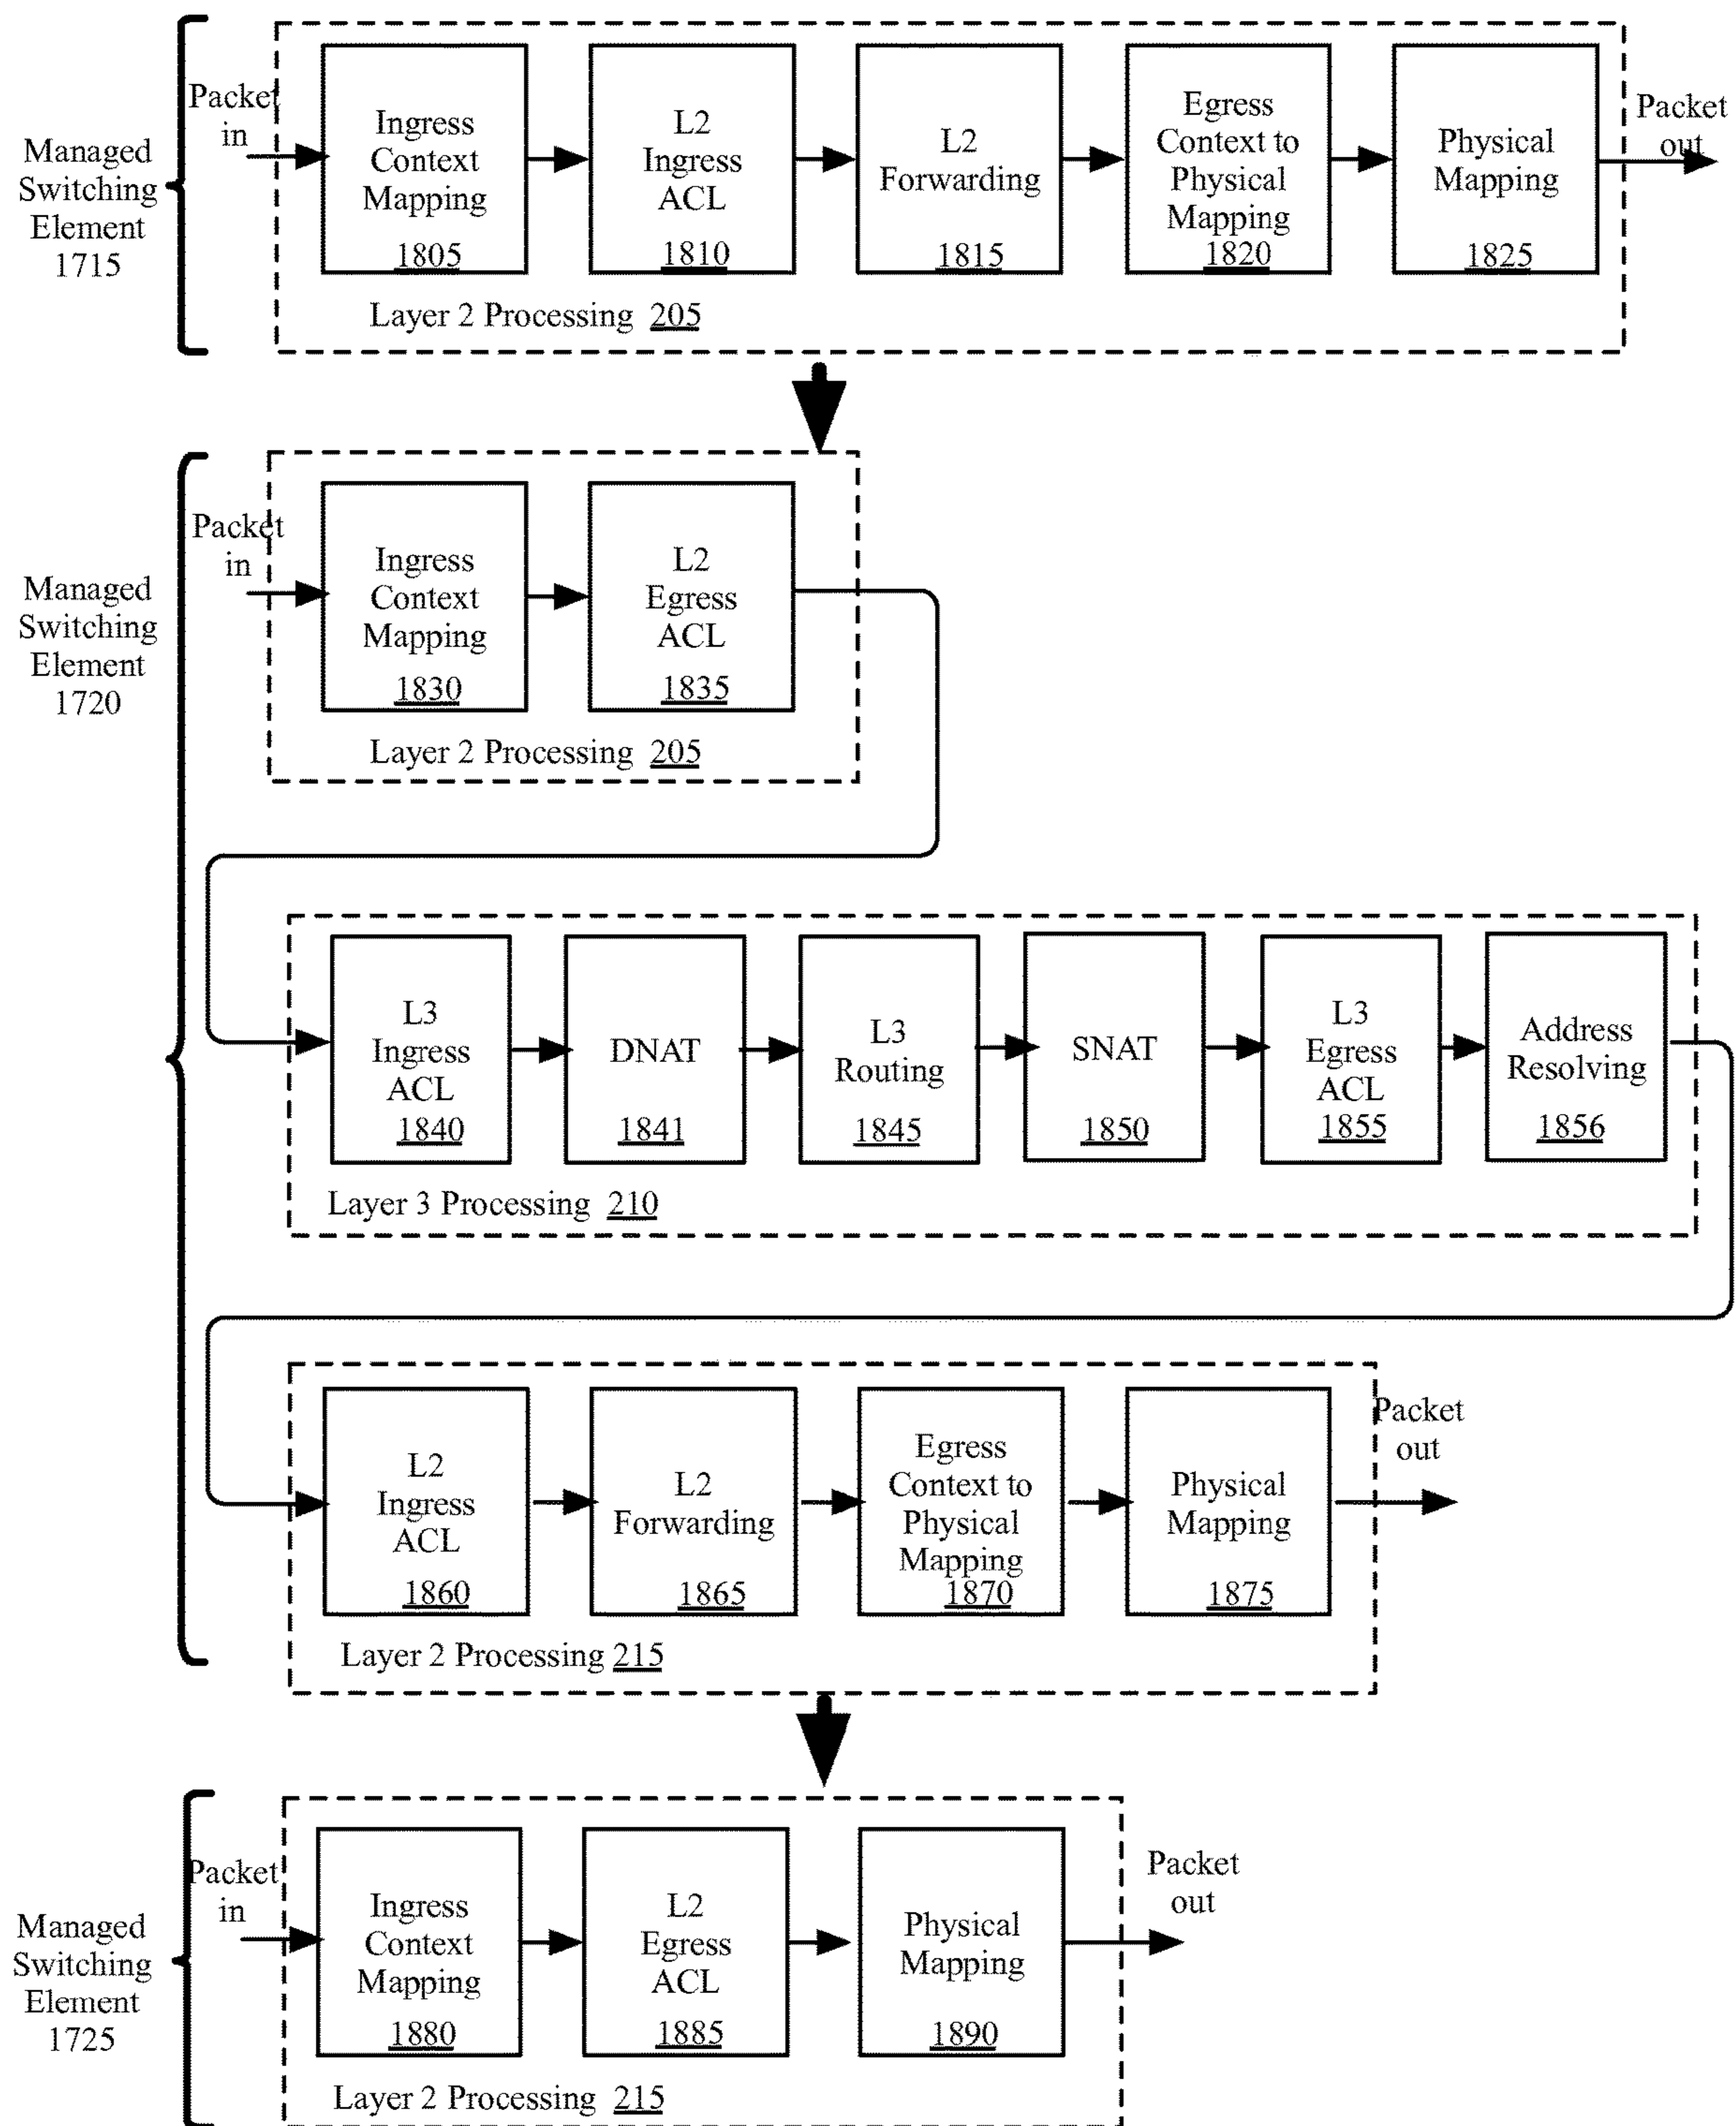 Managed
Switching
Element
1715
Packet
in
Ingress
Context
Mapping
1805
L2
Ingress
ACL
1810
L2
Forwarding
1815
Egress
Context to
Physical
Mapping
1820
Physical
Mapping
1825
Packet
out
Layer 2 Processing 205
Managed
Switching
Element
1720
Packet
in
Ingress
Context
Mapping
1830
L2
Egress
ACL
1835
Layer 2 Processing 205
L3
Ingress
ACL
1840
DNAT
1841
L3
Routing
1845
SNAT
1850
L3
Egress
ACL
1855
Address
Resolving
1856
Layer 3 Processing 210
L2
Ingress
ACL
1860
L2
Forwarding
1865
Egress
Context to
Physical
Mapping
1870
Physical
Mapping
1875
Packet
out
Layer 2 Processing 215
Managed
Switching
Element
1725
Packet
in
Ingress
Context
Mapping
1880
L2
Egress
ACL
1885
Physical
Mapping
1890
Packet
out
Layer 2 Processing 215